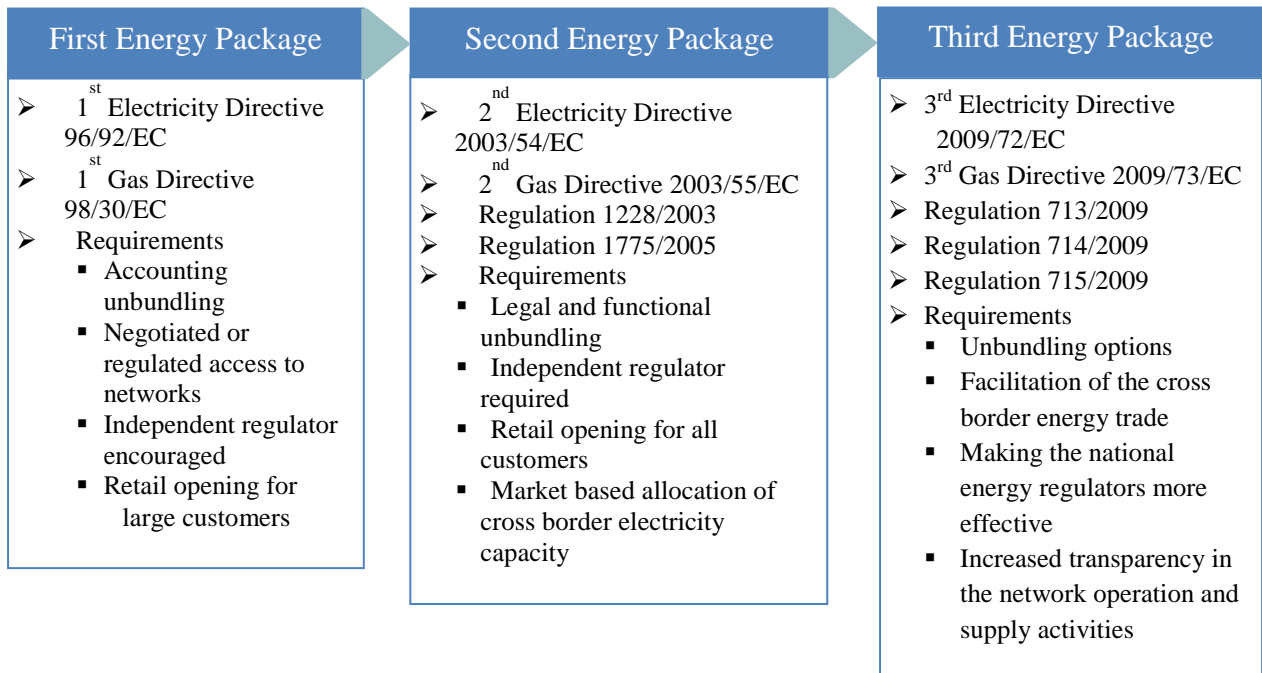 First Energy Package
➢ 1st Electricity Directive
96/92/EC
➢ 1st Gas Directive
98/30/EC
➢ Requirements
▪ Accounting
unbundling
▪ Negotiated or
regulated access to
networks
▪ Independent regulator
encouraged
▪ Retail opening for
large customers
Second Energy Package
➢ 2nd Electricity Directive
2003/54/EC
➢ 2nd Gas Directive 2003/55/EC
➢ Regulation 1228/2003
➢ Regulation 1775/2005
➢ Requirements
▪ Legal and functional
unbundling
▪ Independent regulator
required
▪ Retail opening for all
customers
▪ Market based allocation of
cross border electricity
capacity
Third Energy Package
➢ 3rd Electricity Directive
2009/72/EC
➢ 3rd Gas Directive 2009/73/EC
➢ Regulation 713/2009
➢ Regulation 714/2009
➢ Regulation 715/2009
➢ Requirements
▪ Unbundling options
▪ Facilitation of the cross
border energy trade
▪ Making the national
energy regulators more
effective
▪ Increased transparency in
the network operation and
supply activities